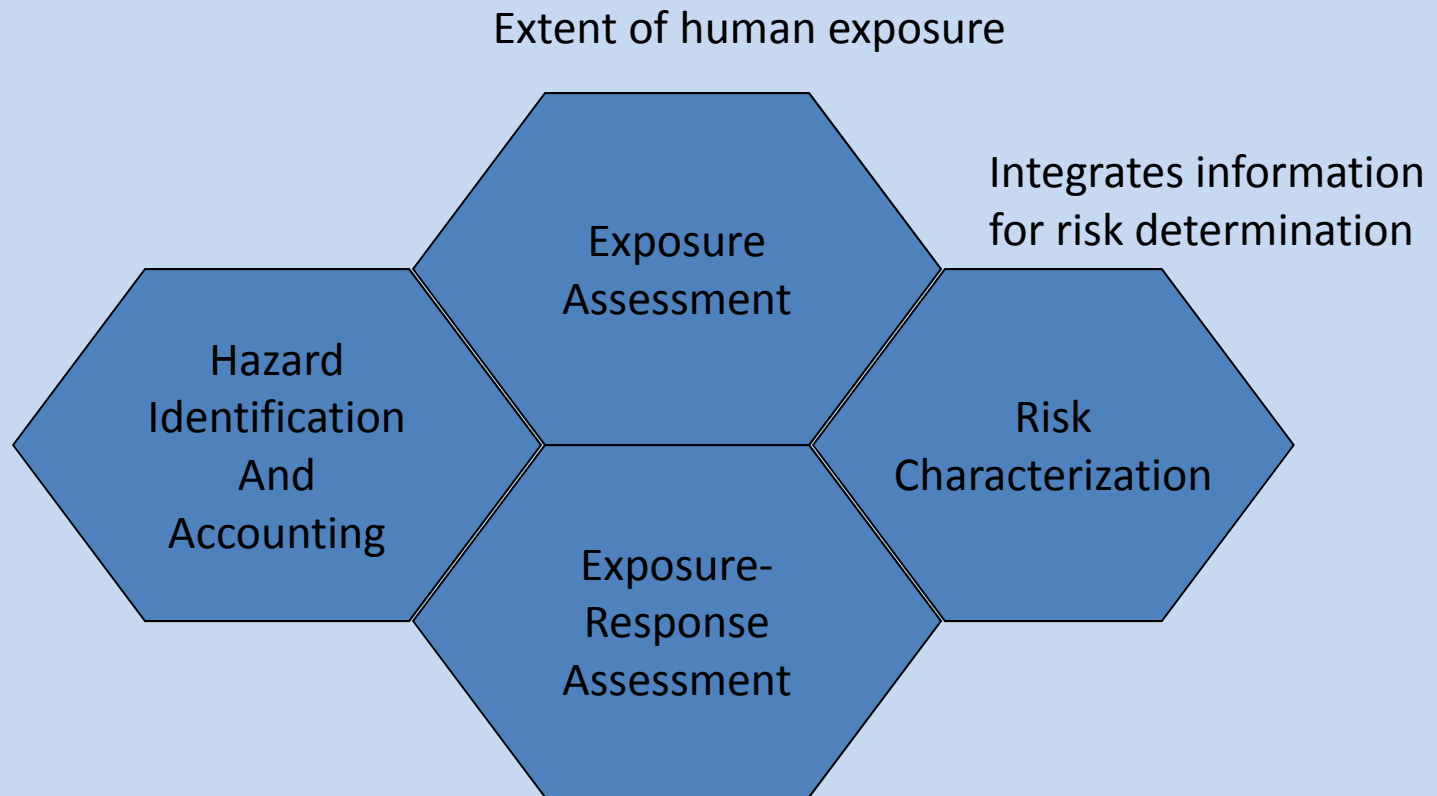 Extent of human exposure
Integrates information
for risk determination
Exposure
Assessment
Hazard
Identification
And
Accounting
Risk
Characterization
Exposure-
Response
Assessment